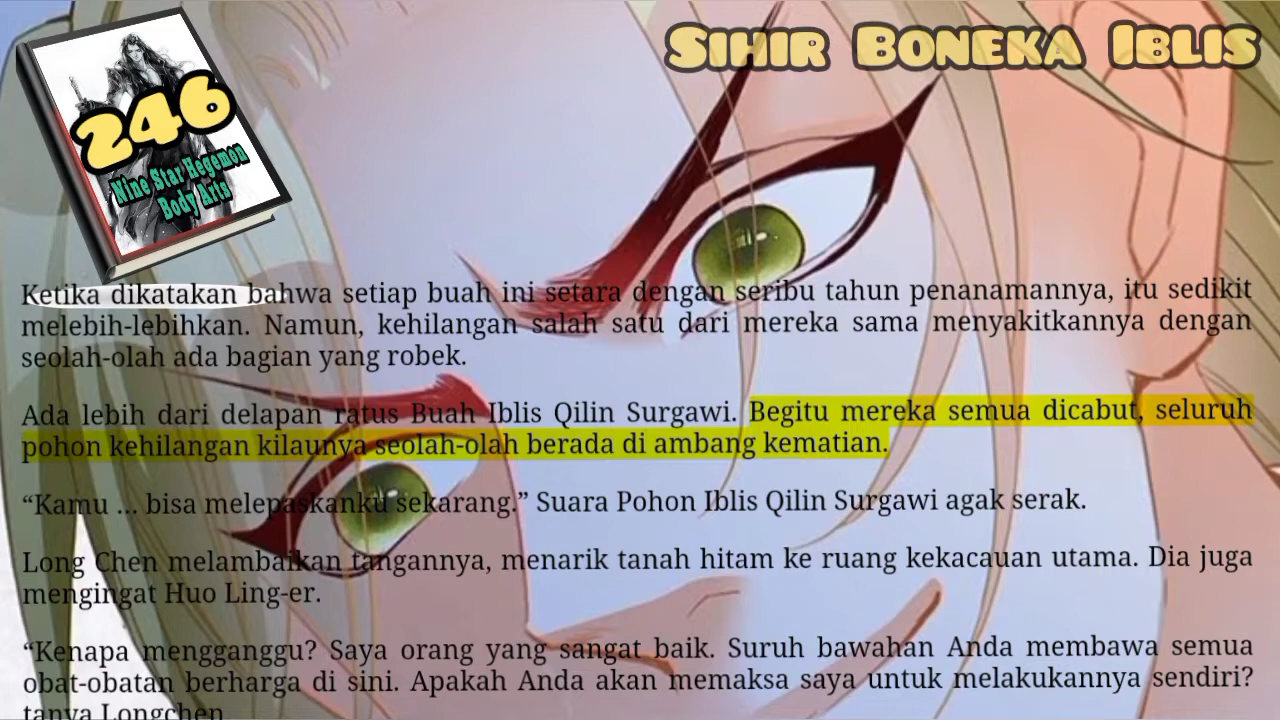 Sihir Boneka Iblis
246
Nine Star Hegemon
Body Arts
Ketika dikatakan bahwa setiap buah ini setara dengan seribu tahun penanamannya, itu sedikit
melebih-lebihkan. Namun, kehilangan salah satu dari mereka sama menyakitkannya dengan
seolah-olah ada bagian yang robek.
Ada lebih dari delapan ratus Buah Iblis Qilin Surgawi. Begitu mereka semua dicabut, seluruh
pohon kehilangan kilaunya seolah-olah berada di ambang kematian.
“Kamu ... bisa melepaskanku sekarang.” Suara Pohon Iblis Qilin Surgawi agak serak.
Long Chen melambaikan tangannya, menarik tanah hitam ke ruang kekacauan utama. Dia juga
mengingat Huo Ling-er.
“Kenapa mengganggu? Saya orang yang sangat baik. Suruh bawahan Anda membawa semua
obat-obatan berharga di sini. Apakah Anda akan memaksa saya untuk melakukannya sendiri?
tanya Longchen